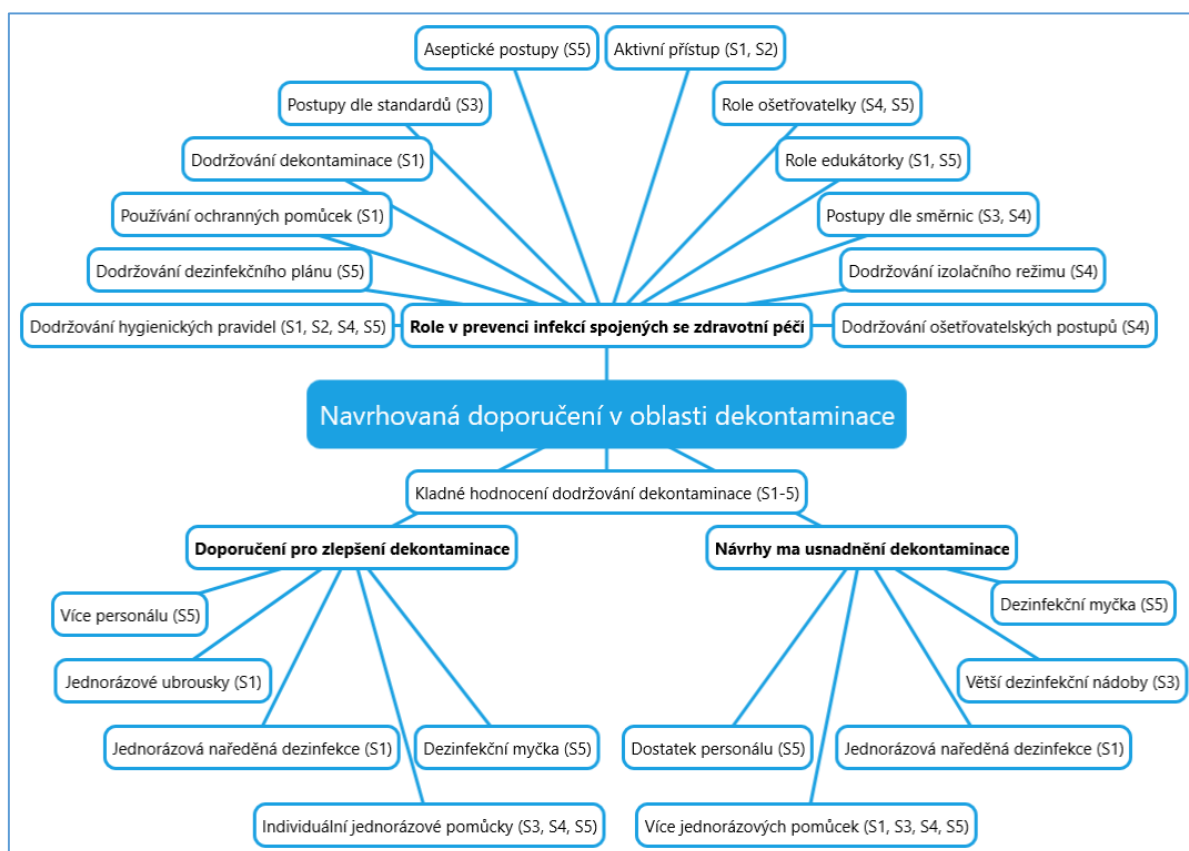 Aseptické postupy (S5)
Aktivní přístup (S1, S2)
Postupy dle standardů (S3)
Role ošetřovatelky (S4, S5)
Dodržování dekontaminace (S1)
Role edukátorky (S1, S5)
Používání ochranných pomůcek (S1)
Postupy dle směrnic (S3, S4)
Dodržování dezinfekčního plánu (S5)
Dodržování izolačního režimu (S4)
Dodržování hygienických pravidel (S1, S2, S4, S5)
Role v prevenci infekcí spojených se zdravotní péčí
Dodržování ošetřovatelských postupů (S4)
Navrhovaná doporučení v oblasti dekontaminace
Kladné hodnocení dodržování dekontaminace (S1-5)
Doporučení pro zlepšení dekontaminace
Návrhy ma usnadnění dekontaminace
Více personálu (S5)
Dezinfekční myčka (S5)
Jednorázové ubrousky (S1)
Větší dezinfekční nádoby (S3)
Jednorázová naředěná dezinfekce (S1)
Dezinfekční myčka (S5)
Dostatek personálu (S5)
Jednorázová naředěná dezinfekce (S1)
Individuální jednorázové pomůcky (S3, S4, S5)
Více jednorázových pomůcek (S1, S3, S4, S5)